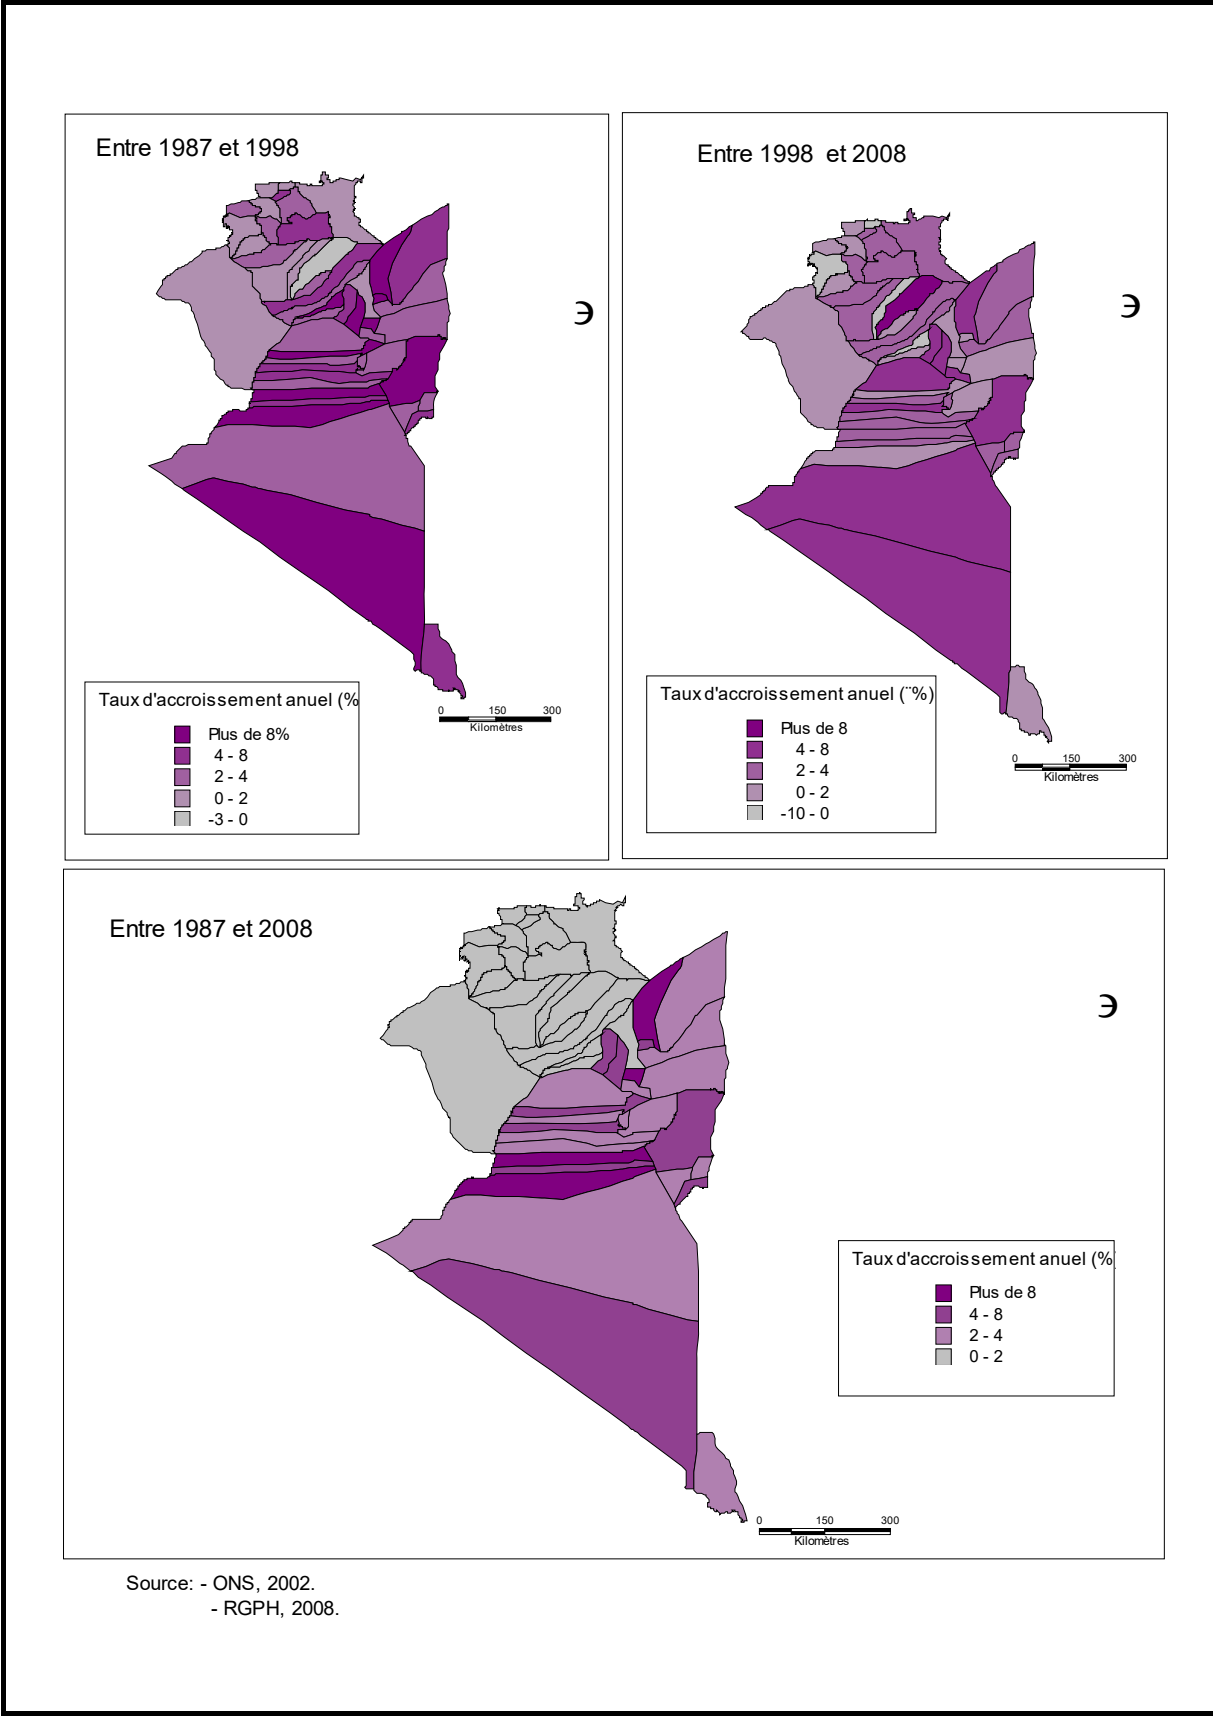 Entre 1987 et 1998
Taux d'accroissement anuel (%
Plus de 8%
4 - 8
2 - 4
0 - 2
-3 - 0
0 150 300
Kilomètres
Entre 1998 et 2008
Taux d'accroissement anuel (¨%)
Plus de 8
4 - 8
2 - 4
0 - 2
-10 - 0
0 150 300
Kilomètres
Entre 1987 et 2008
Taux d'accroissement anuel (%
Plus de 8
4 - 8
2 - 4
0 - 2
0 150 300
Kilomètres
Source: - ONS, 2002.
- RGPH, 2008.